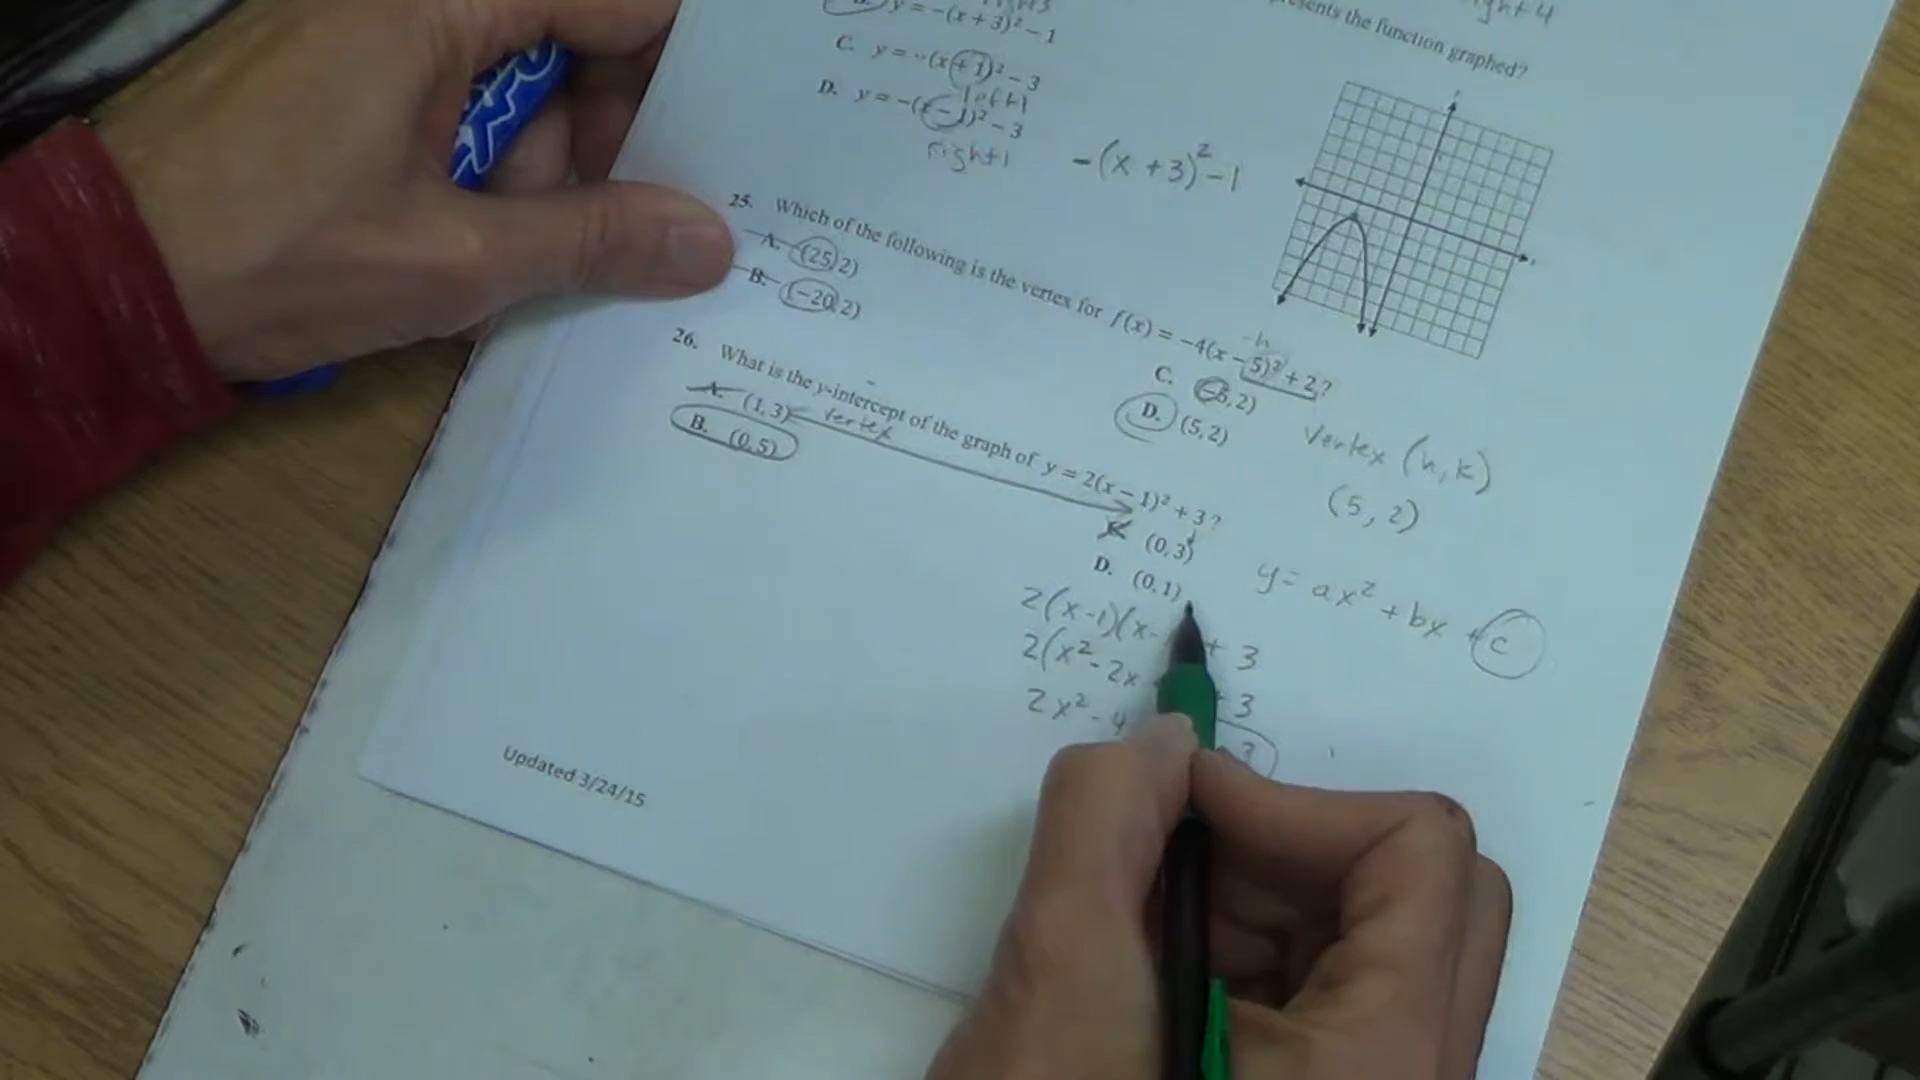 right 4
y = -(x + 3)² - 1
C. y = -(x + 1)² - 3
left 1
D. y = -(x - 1)² - 3
right 1
the function graphed?
-(x + 3)² - 1
25. Which of the following is the vertex for f(x) = -4(x - 5)² + 2?
-h
A. (25, 2)
B. (-20, 2)
C. (-5, 2)
D. (5, 2)
vertex (h, k)
(5, 2)
26. What is the y-intercept of the graph of y = 2(x - 1)² + 3?
A. (1, 3)
vertex
B. (0, 5)
(0, 3)
D. (0, 1)
y = ax² + bx + c
2(x-1)(x- + 3
2(x² - 2x + 3
2x² - 4
3
Updated 3/24/15